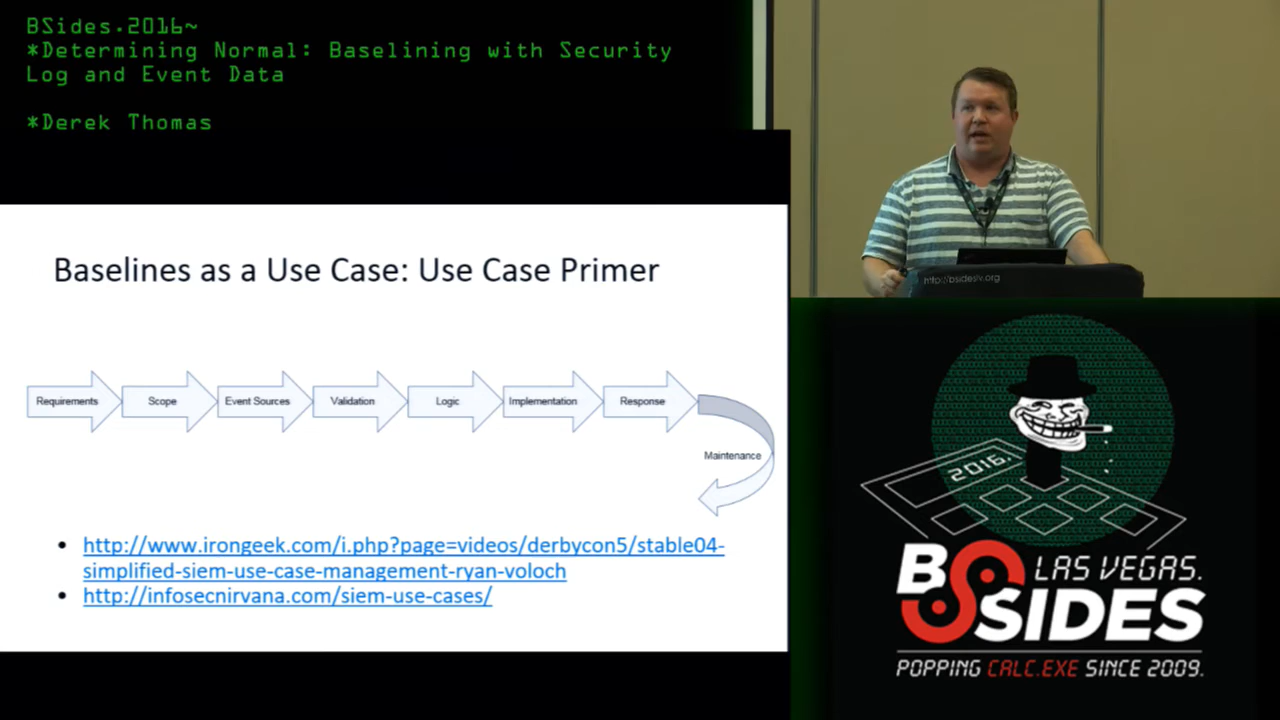 BSides.2016~
*Determining Normal: Baselining with Security
Log and Event Data
*Derek Thomas
http://bsideslv.org
Baselines as a Use Case: Use Case Primer
Requirements
Scope
Event Sources
Validation
Logic
Implementation
Response
Maintenance
http://www.irongeek.com/i.php?page=videos/derbycon5/stable04-
simplified-siem-use-case-management-ryan-voloch
http://infosecnirvana.com/siem-use-cases/
2016.
BSIDES
LAS VEGAS.
POPPING CALC.EXE SINCE 2009.